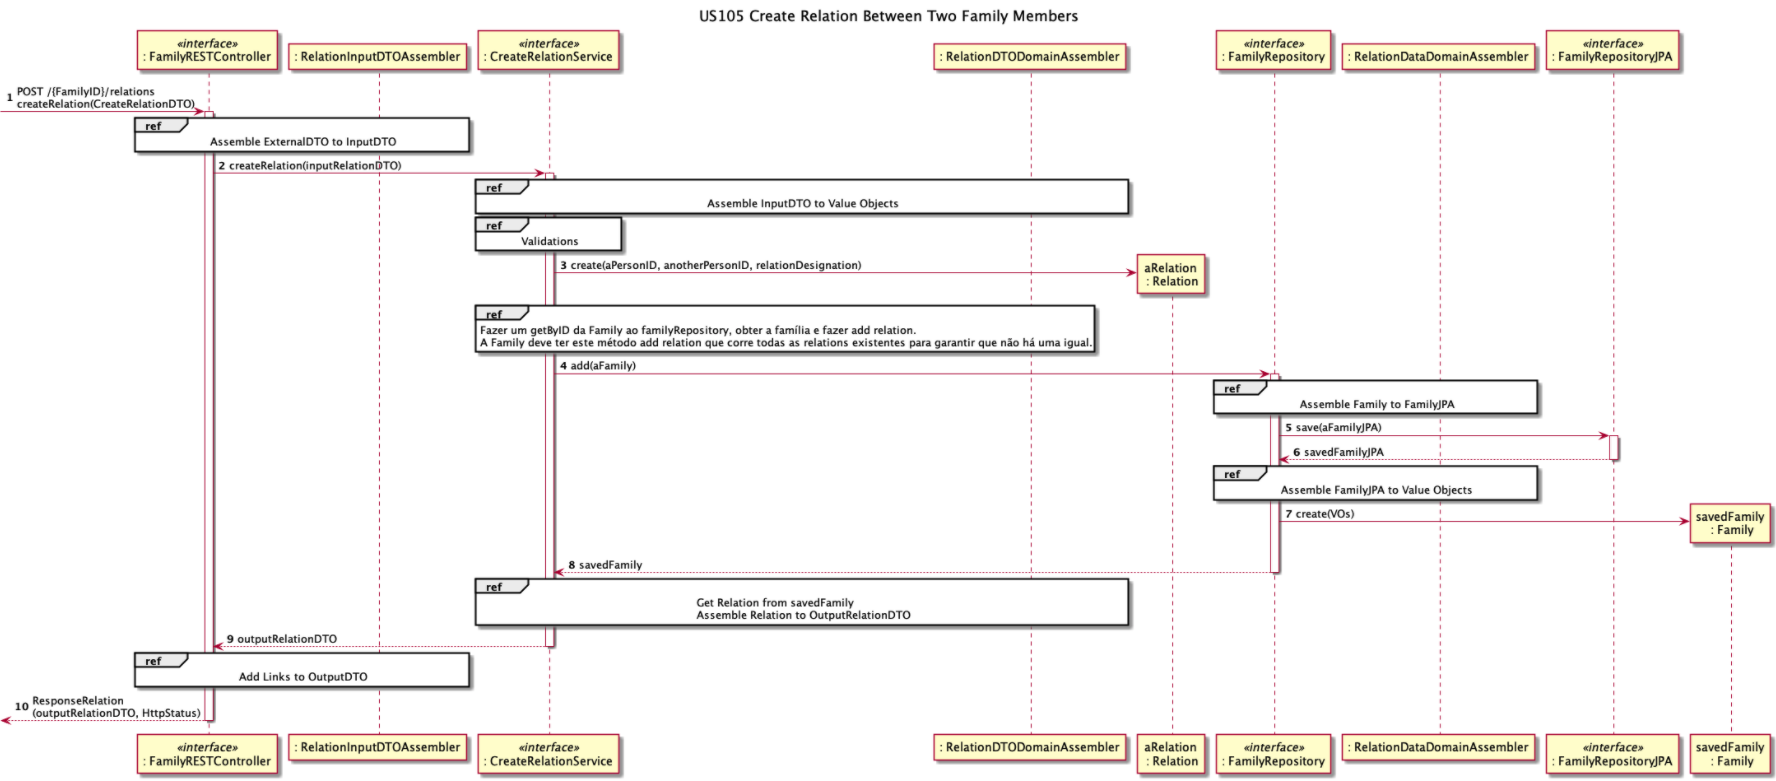 US105 Create Relation Between Two Family Members
«interface»
: FamilyRESTController
: RelationInputDTOAssembler
«interface»
: CreateRelationService
: RelationDTODomainAssembler
«interface»
: FamilyRepository
: RelationDataDomainAssembler
«interface»
: FamilyRepositoryJPA
1 POST /{FamilyID}/relations
createRelation(CreateRelationDTO)
ref
Assemble ExternalDTO to InputDTO
2 createRelation(inputRelationDTO)
ref
Assemble InputDTO to Value Objects
ref
Validations
3 create(aPersonID, anotherPersonID, relationDesignation)
aRelation
: Relation
ref
Fazer um getByID da Family ao familyRepository, obter a família e fazer add relation.
A Family deve ter este método add relation que corre todas as relations existentes para garantir que não há uma igual.
4 add(aFamily)
ref
Assemble Family to FamilyJPA
5 save(aFamilyJPA)
6 savedFamilyJPA
ref
Assemble FamilyJPA to Value Objects
7 create(VOs)
savedFamily
: Family
8 savedFamily
ref
Get Relation from savedFamily
Assemble Relation to OutputRelationDTO
9 outputRelationDTO
ref
Add Links to OutputDTO
10 ResponseRelation
(outputRelationDTO, HttpStatus)
«interface»
: FamilyRESTController
: RelationInputDTOAssembler
«interface»
: CreateRelationService
: RelationDTODomainAssembler
aRelation
: Relation
«interface»
: FamilyRepository
: RelationDataDomainAssembler
«interface»
: FamilyRepositoryJPA
savedFamily
: Family